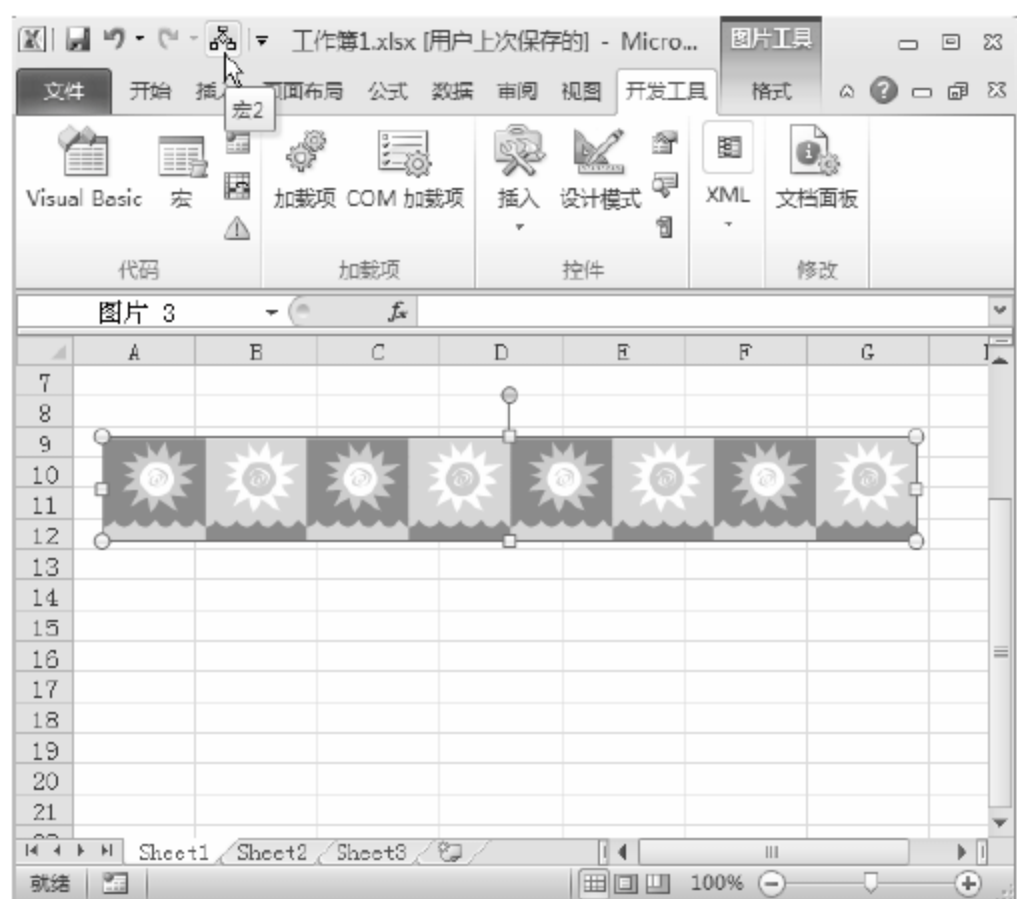 工作簿1.xlsx [用户上次保存的] - Micro... 图片工具
文件 开始 插 页面布局 公式 数据 审阅 视图 开发工具 格式
宏2
Visual Basic 宏 加载项 COM 加载项 插入 设计模式 XML 文档面板
代码 加载项 控件 修改
图片 3 fx
A B C D E F G
7
8
9
10
11
12
13
14
15
16
17
18
19
20
21
Sheet1 Sheet2 Sheet3
就绪 100%